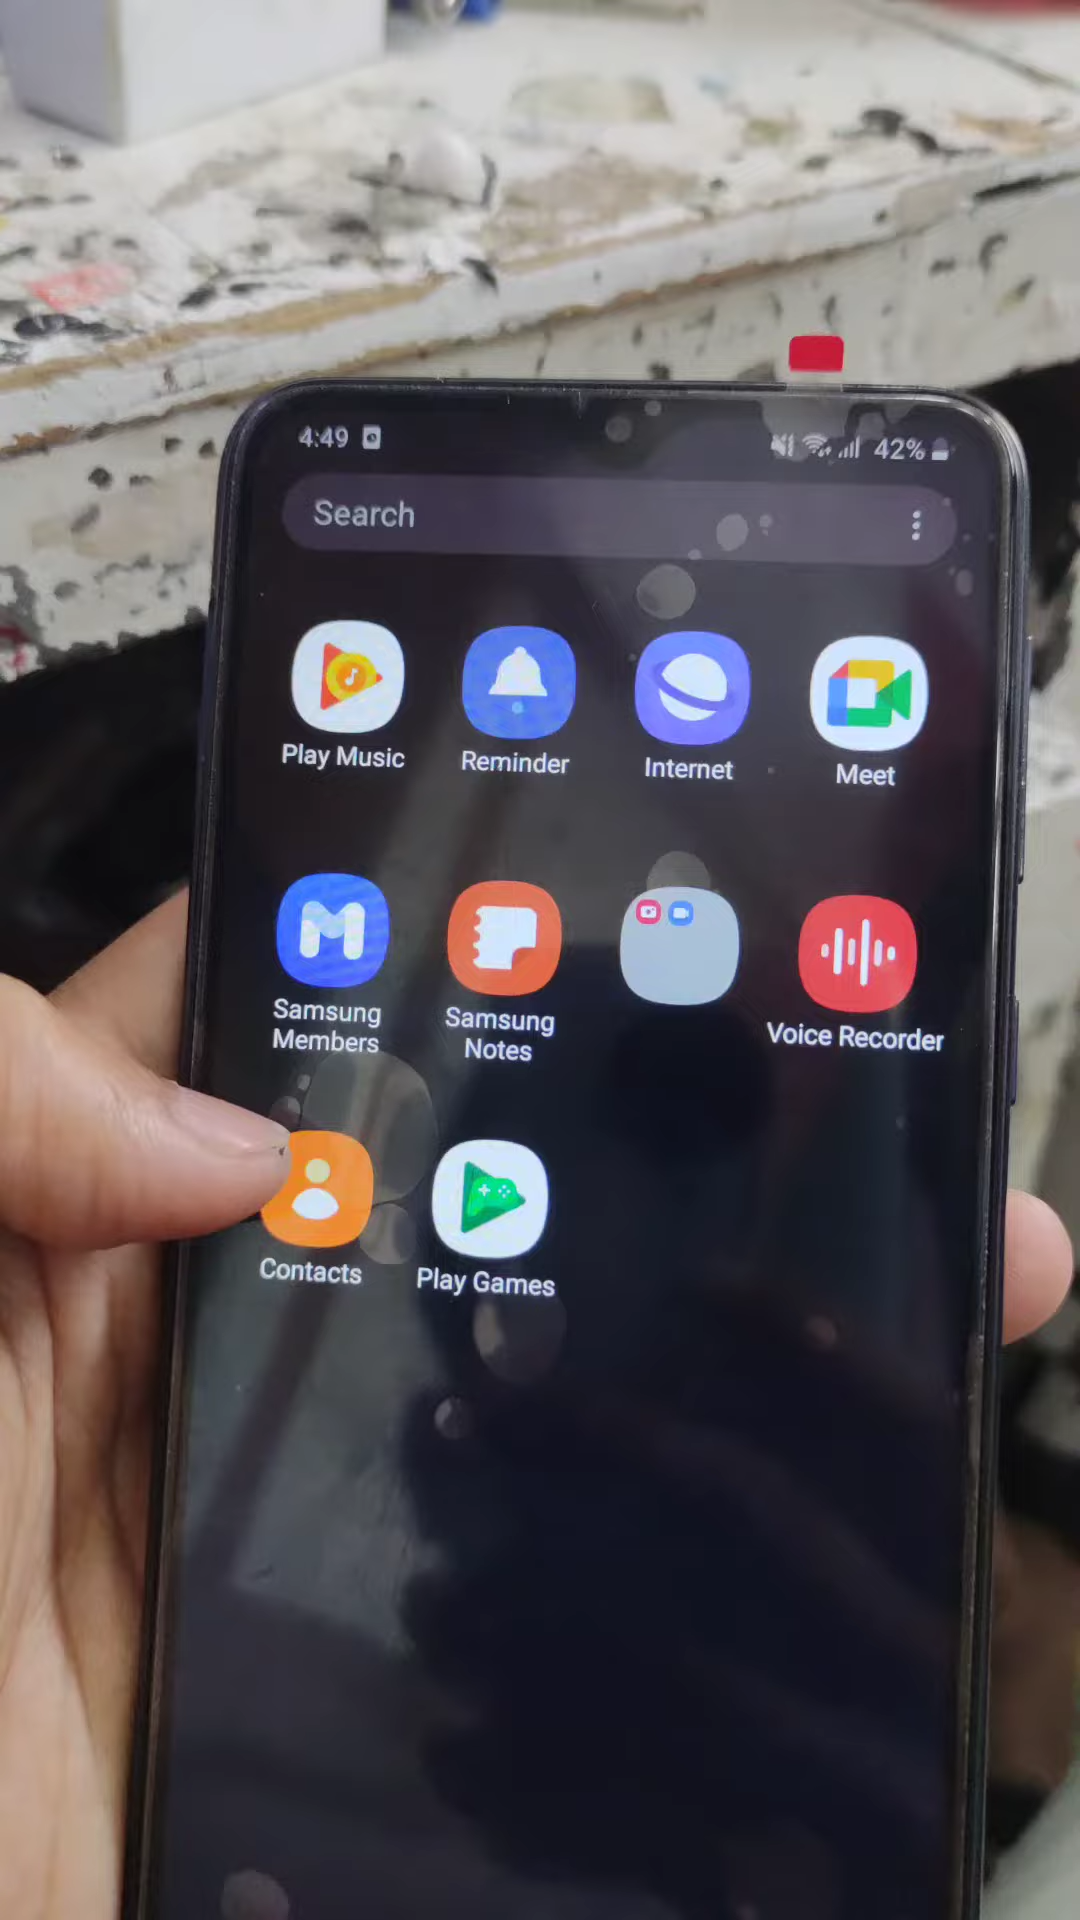 4:49
42%
Search
Play Music
Reminder
Internet
Meet
Samsung
Members
Samsung
Notes
Voice Recorder
Contacts
Play Games